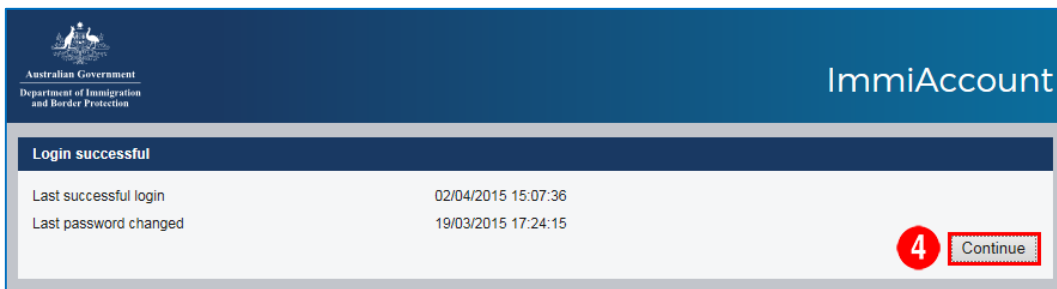 Australian Government
Department of Immigration
and Border Protection
ImmiAccount
Login successful
Last successful login 02/04/2015 15:07:36
Last password changed 19/03/2015 17:24:15
4 Continue